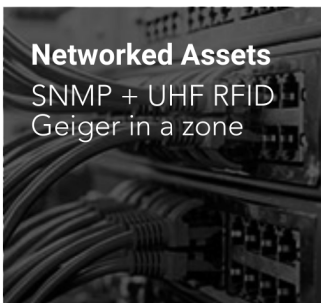 Networked Assets
SNMP + UHF RFID
Geiger in a zone